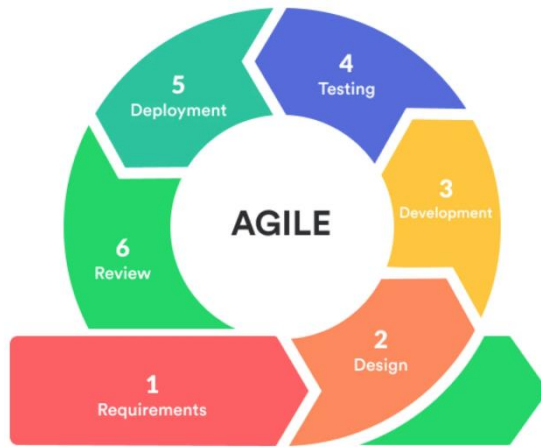 AGILE
1
Requirements
2
Design
3
Development
4
Testing
5
Deployment
6
Review